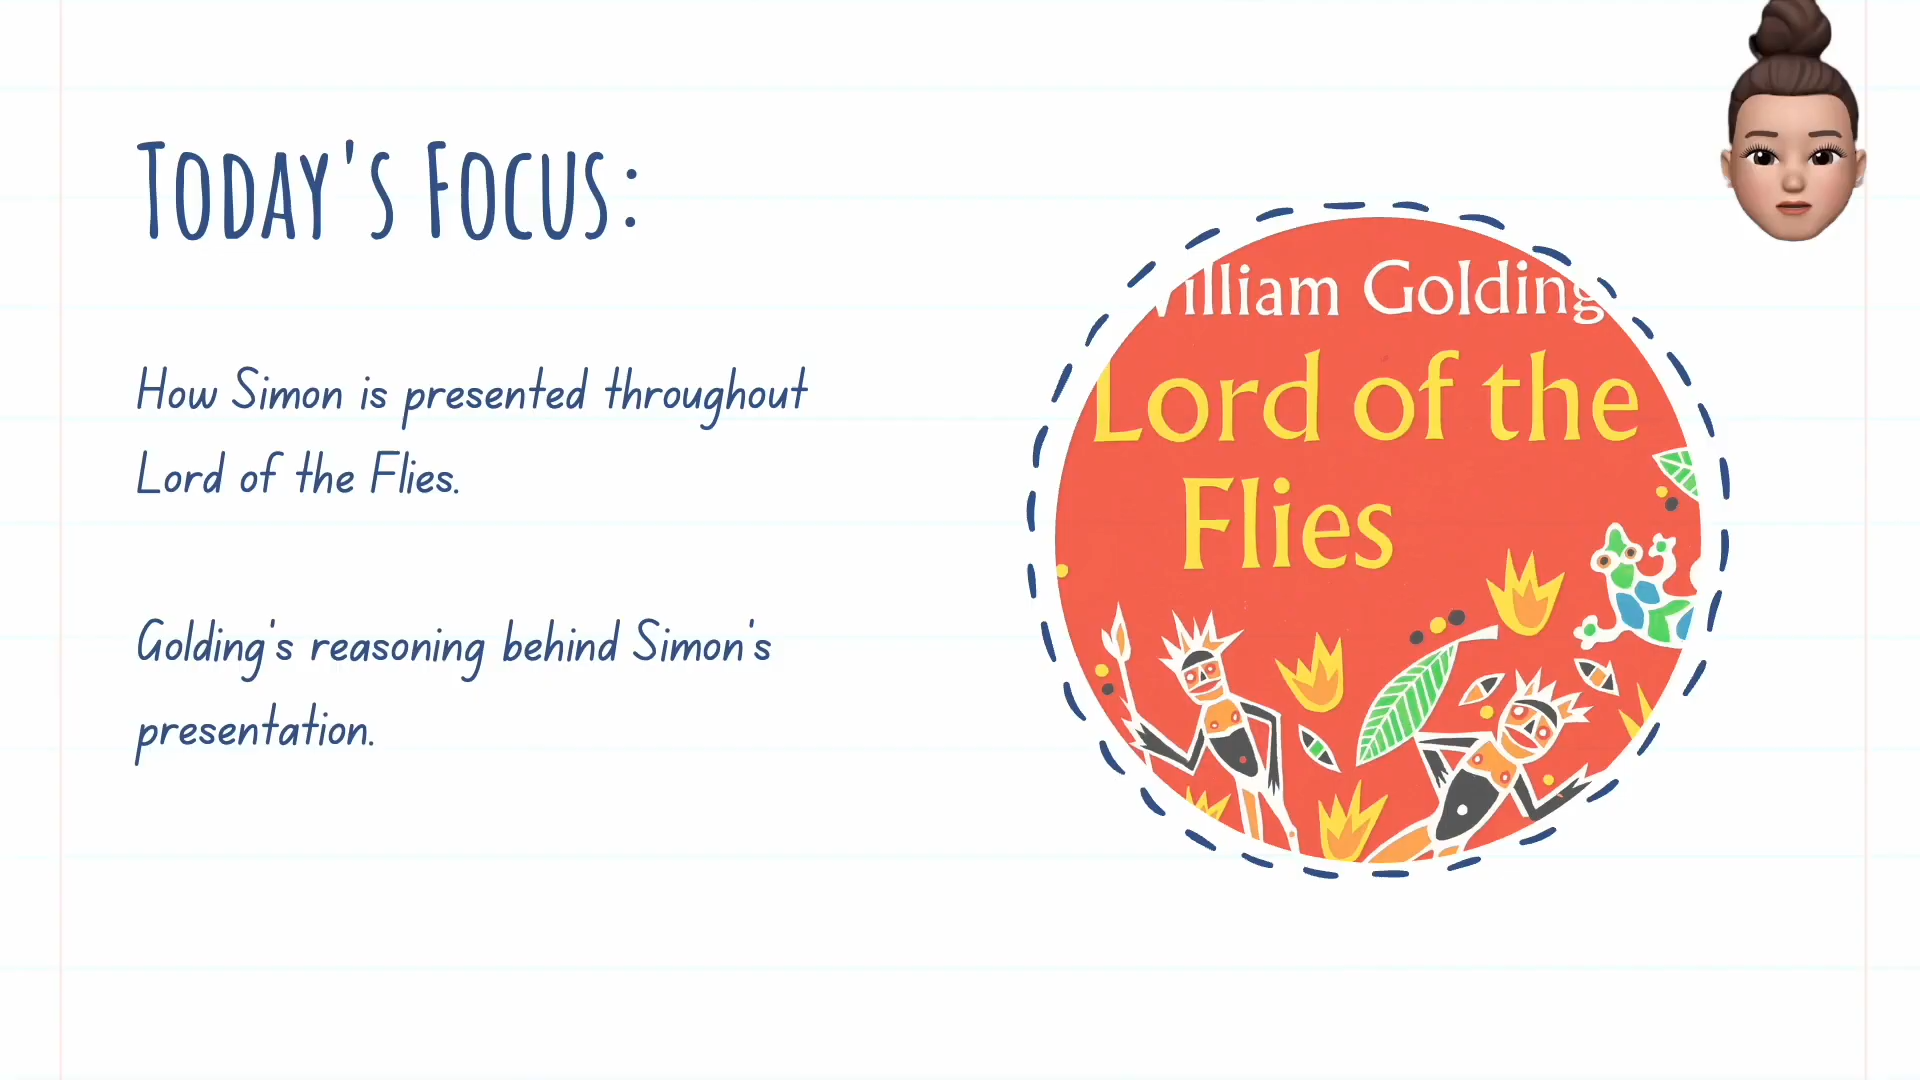 Today's Focus:
How Simon is presented throughout
Lord of the Flies.
Golding's reasoning behind Simon's
presentation.
William Golding
Lord of the
Flies